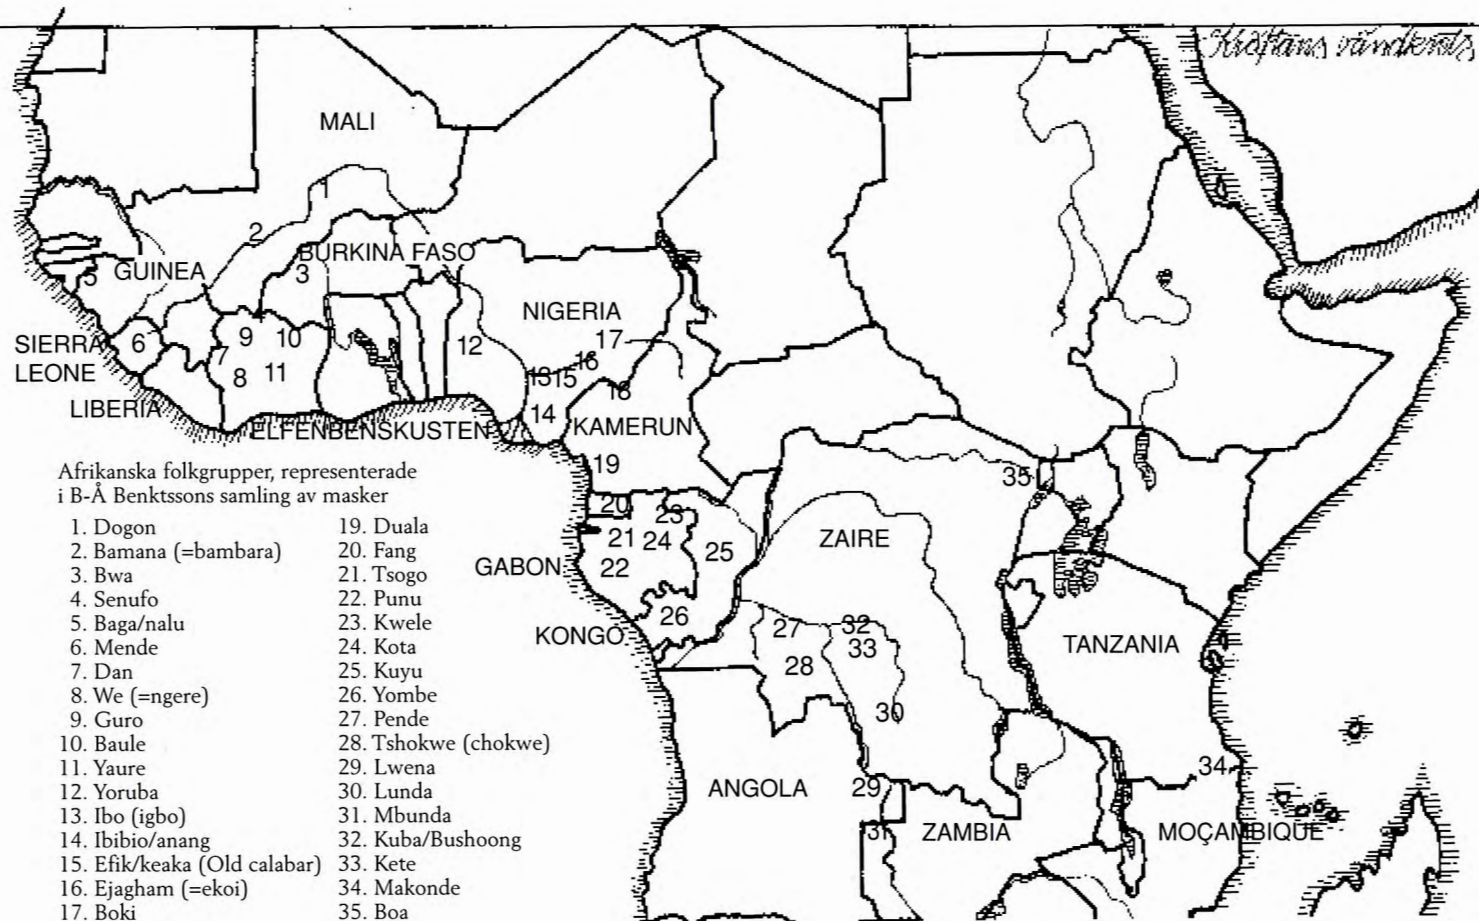 Kraftans vändkrets
MALI
1
2
BURKINA FASO
3
GUINEA
5
NIGERIA
17
SIERRA
LEONE
6
9
10
7
8
11
12
13
15
16
18
14
LIBERIA
ELFENBENSKUSTEN
KAMERUN
19
35
20
23
21
24
25
22
ZAIRE
GABON
26
27
32
33
28
KONGO
TANZANIA
30
34
ANGOLA
29
31
ZAMBIA
MOÇAMBIQUE
Afrikanska folkgrupper, representerade
i B-Å Benktssons samling av masker
1. Dogon
2. Bamana (=bambara)
3. Bwa
4. Senufo
5. Baga/nalu
6. Mende
7. Dan
8. We (=ngere)
9. Guro
10. Baule
11. Yaure
12. Yoruba
13. Ibo (igbo)
14. Ibibio/anang
15. Efik/keaka (Old calabar)
16. Ejagham (=ekoi)
17. Boki
19. Duala
20. Fang
21. Tsogo
22. Punu
23. Kwele
24. Kota
25. Kuyu
26. Yombe
27. Pende
28. Tshokwe (chokwe)
29. Lwena
30. Lunda
31. Mbunda
32. Kuba/Bushoong
33. Kete
34. Makonde
35. Boa